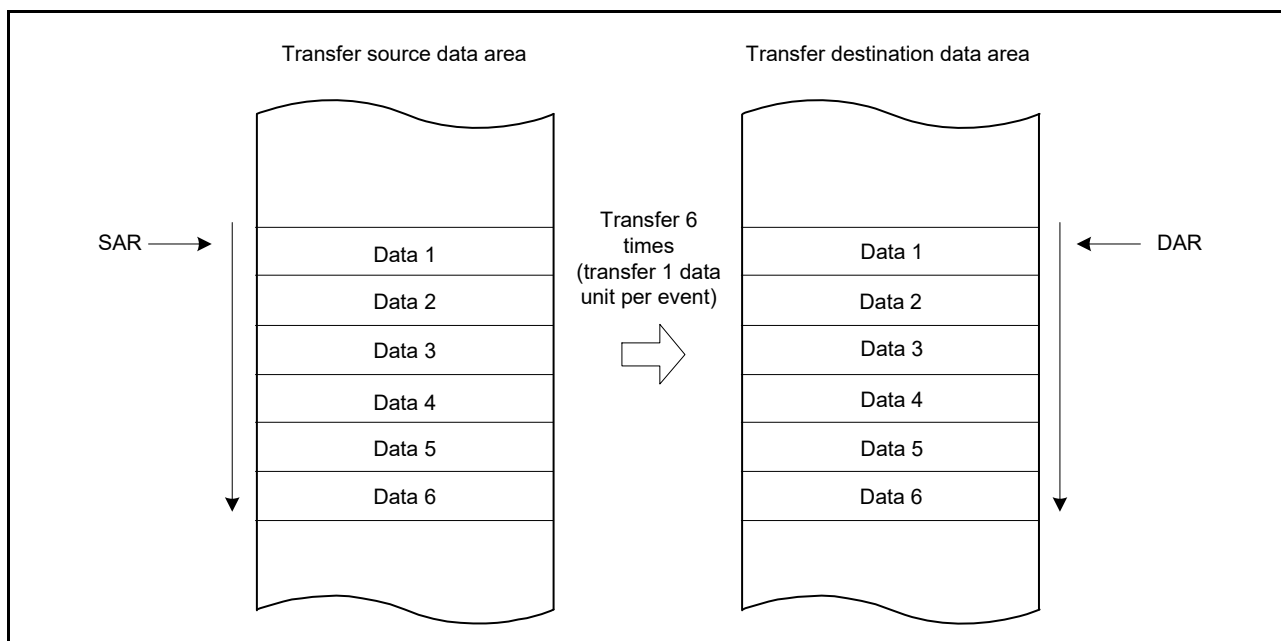 Transfer source data area
Transfer destination data area
SAR
Data 1
Data 2
Data 3
Data 4
Data 5
Data 6
Transfer 6
times
(transfer 1 data
unit per event)
DAR
Data 1
Data 2
Data 3
Data 4
Data 5
Data 6